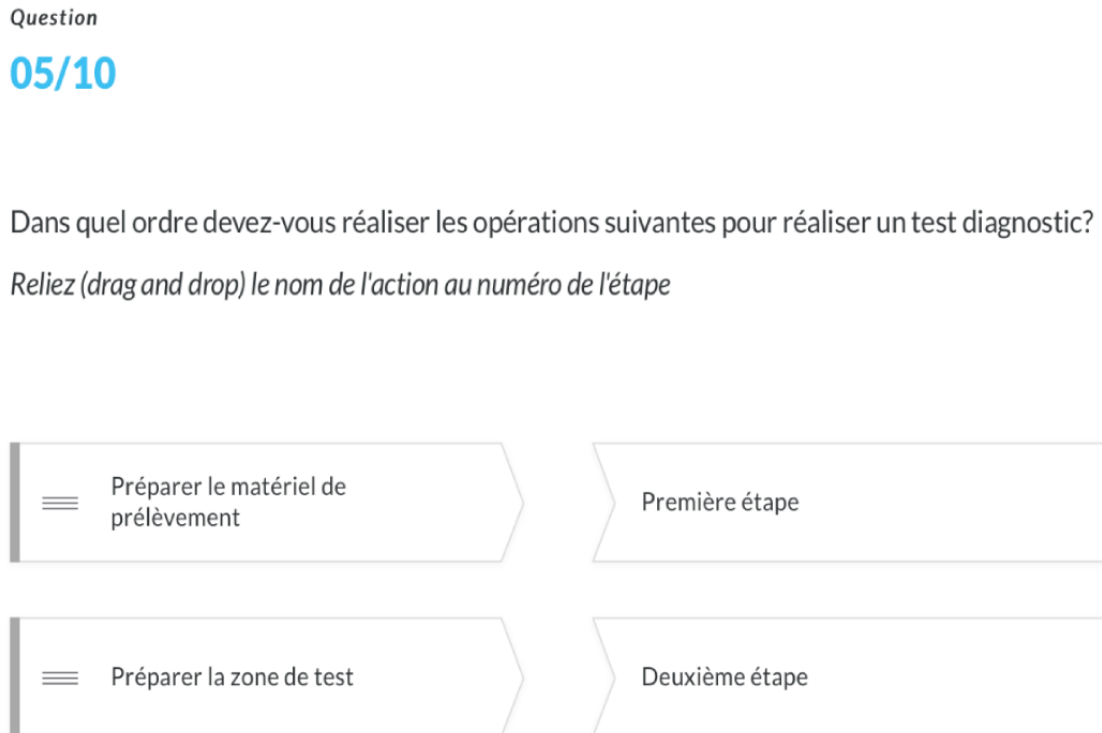 Question
05/10
Dans quel ordre devez-vous réaliser les opérations suivantes pour réaliser un test diagnostic?
Reliez (drag and drop) le nom de l'action au numéro de l'étape
Préparer le matériel de
prélèvement
Première étape
Préparer la zone de test
Deuxième étape